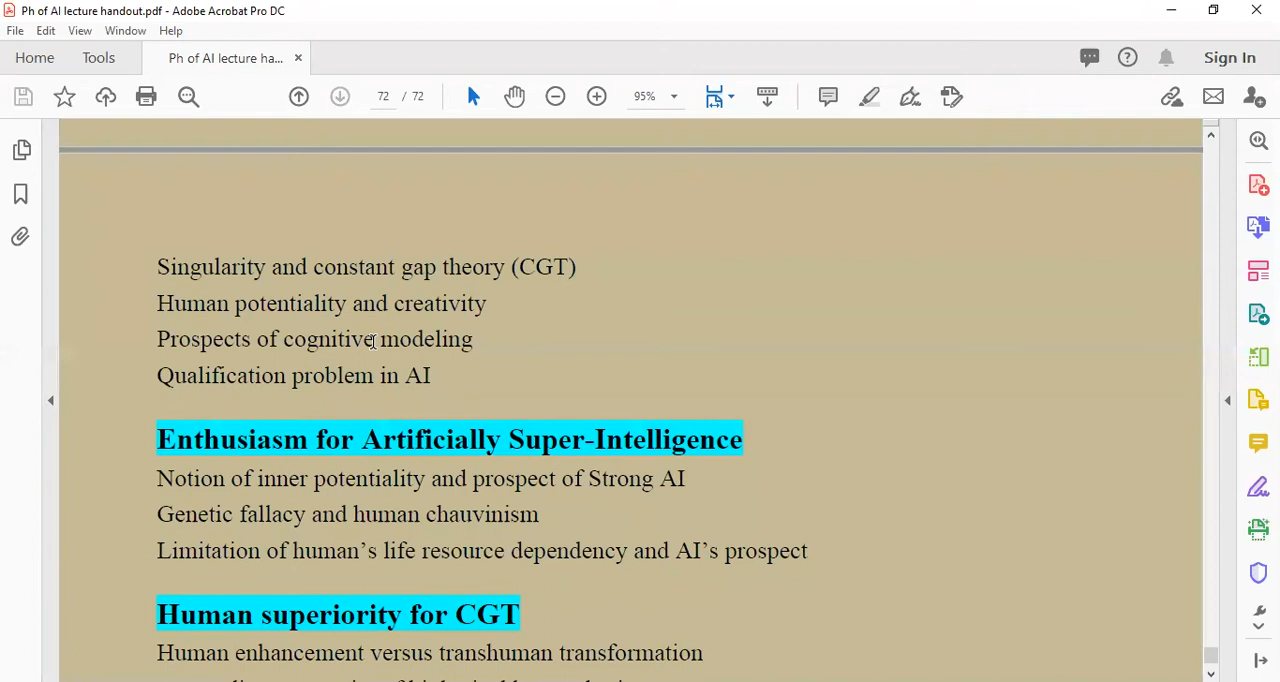 Ph of AI lecture handout.pdf - Adobe Acrobat Pro DC
File Edit View Window Help
Home Tools Ph of AI lecture ha... × Sign In
72 / 72 95%
Singularity and constant gap theory (CGT)
Human potentiality and creativity
Prospects of cognitive modeling
Qualification problem in AI
Enthusiasm for Artificially Super-Intelligence
Notion of inner potentiality and prospect of Strong AI
Genetic fallacy and human chauvinism
Limitation of human’s life resource dependency and AI’s prospect
Human superiority for CGT
Human enhancement versus transhuman transformation